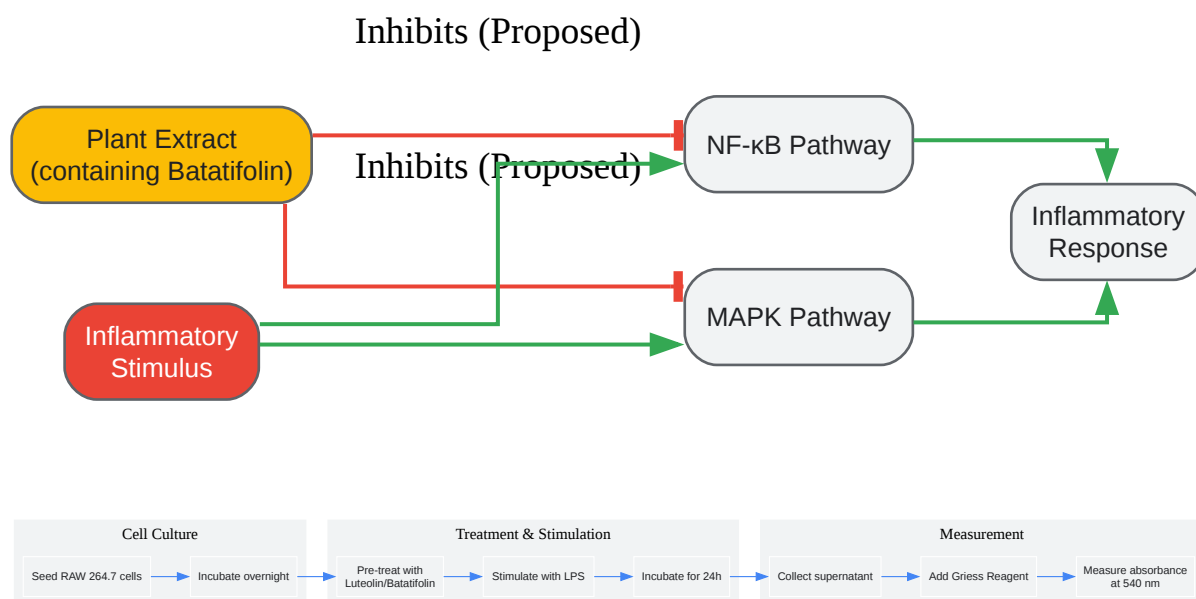 Inhibits (Proposed)
Plant Extract
(containing Batatifolin)
NF-κB Pathway
Inhibits (Proposed)
Inflammatory
Response
MAPK Pathway
Inflammatory
Stimulus
Cell Culture
Seed RAW 264.7 cells
Incubate overnight
Treatment & Stimulation
Pre-treat with
Luteolin/Batatifolin
Stimulate with LPS
Incubate for 24h
Measurement
Collect supernatant
Add Griess Reagent
Measure absorbance
at 540 nm